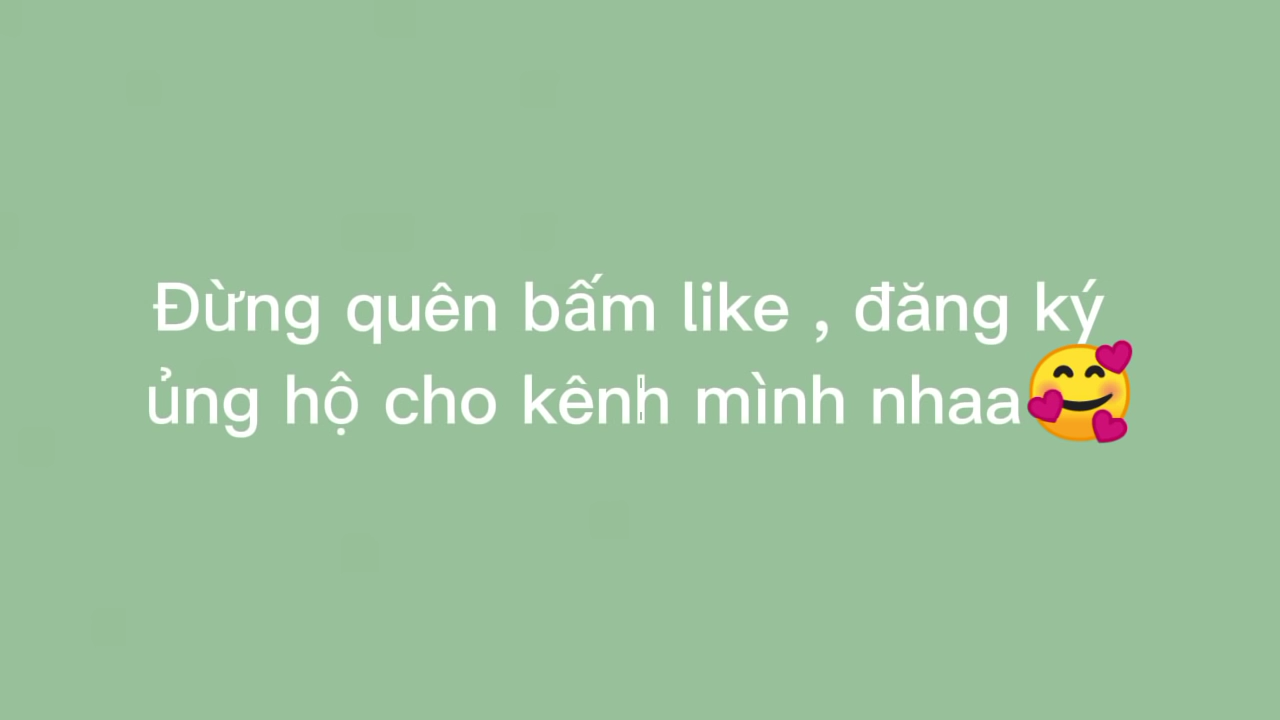 Đừng quên bấm like , đăng ký
ủng hộ cho kênh mình nhaa🥰